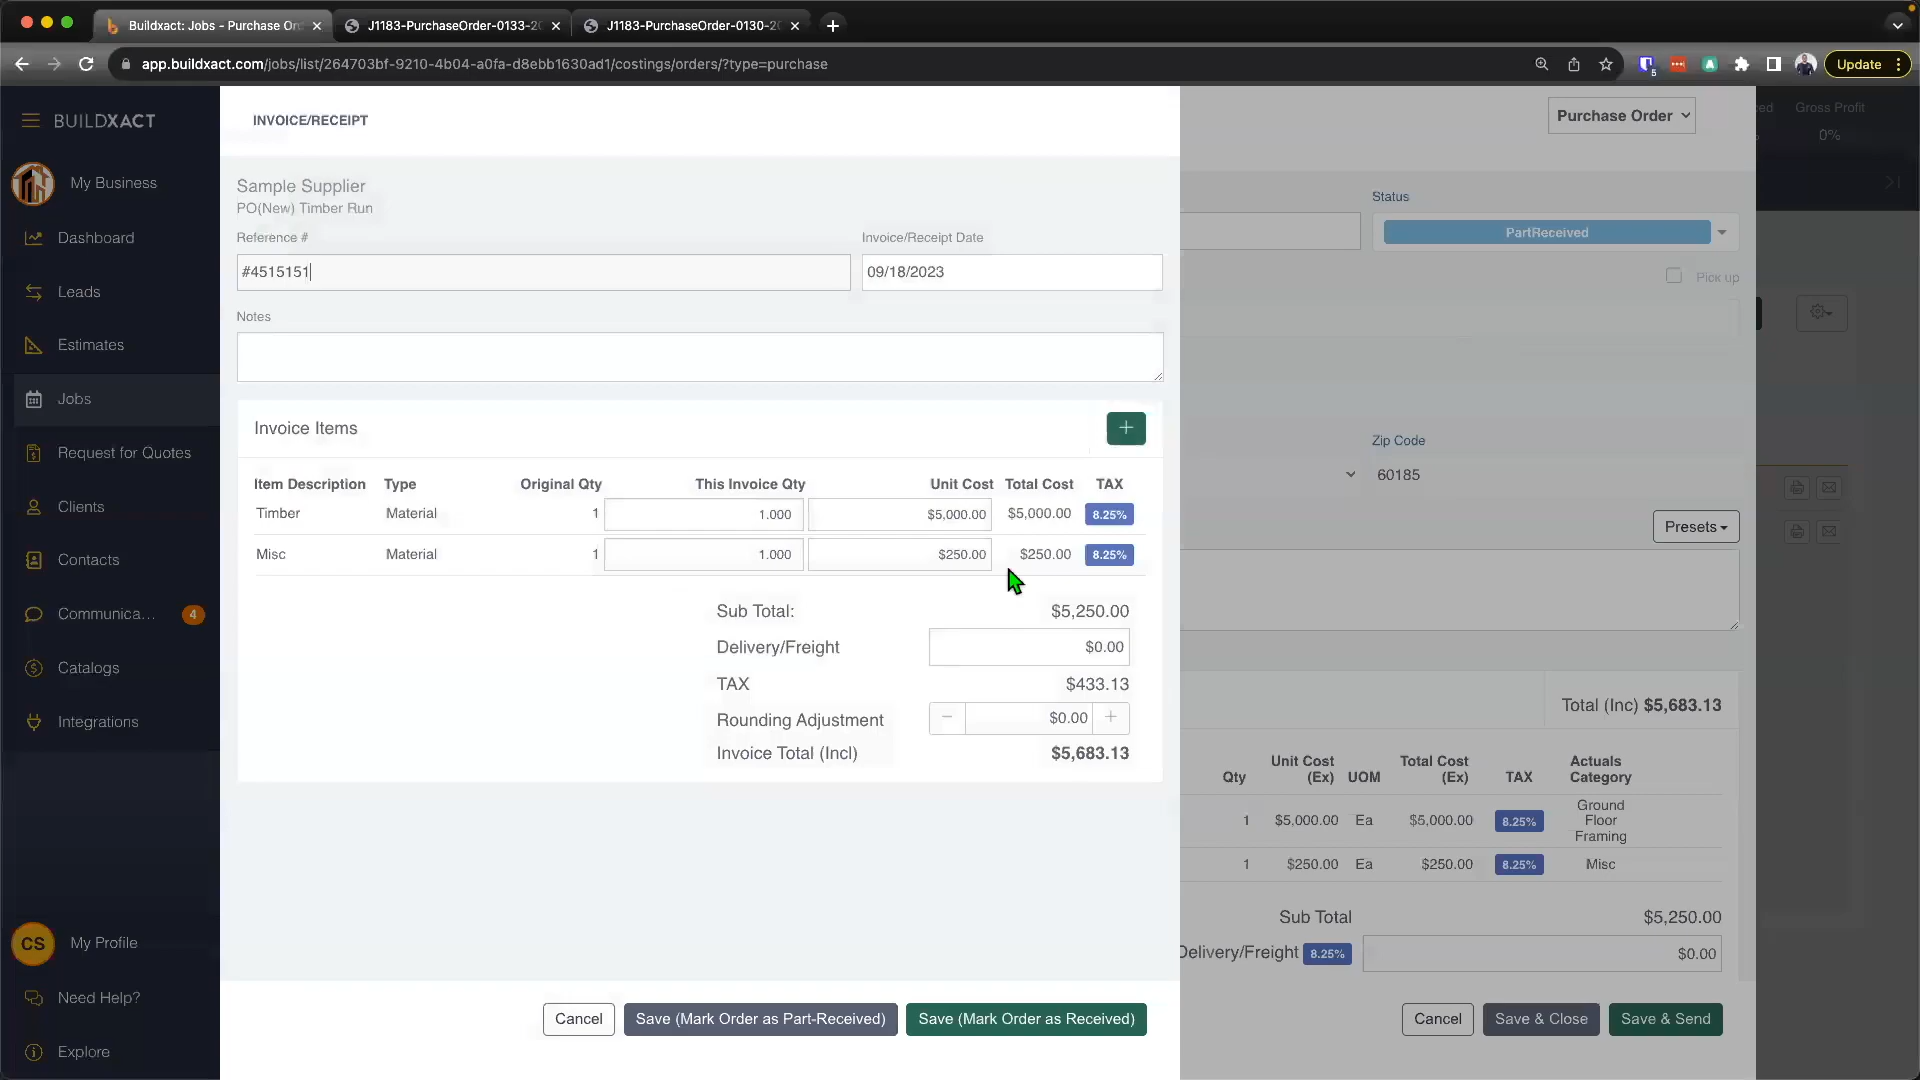 Buildxact: Jobs - Purchase Or
J1183-PurchaseOrder-0133-20
J1183-PurchaseOrder-0130-20
app.buildxact.com/jobs/list/264703bf-9210-4b04-a0fa-d8ebb1630ad1/costings/orders/?type=purchase
5
Update
BUILDXACT
My Business
Dashboard
Leads
Estimates
Jobs
Request for Quotes
Clients
Contacts
Communica...
4
Catalogs
Integrations
CS
My Profile
Need Help?
Explore
INVOICE/RECEIPT
Sample Supplier
PO(New) Timber Run
Reference #
Invoice/Receipt Date
#4515151
09/18/2023
Notes
Invoice Items
Item Description Type Original Qty This Invoice Qty Unit Cost Total Cost TAX
Timber Material 1 1.000 $5,000.00 $5,000.00 8.25%
Misc Material 1 1.000 $250.00 $250.00 8.25%
Sub Total: $5,250.00
Delivery/Freight $0.00
TAX $433.13
Rounding Adjustment $0.00
Invoice Total (Incl) $5,683.13
Cancel
Save (Mark Order as Part-Received)
Save (Mark Order as Received)
Purchase Order
Gross Profit
0%
Status
PartReceived
Pick up
Zip Code
60185
Presets
Total (Inc) $5,683.13
Qty Unit Cost (Ex) UOM Total Cost (Ex) TAX Actuals Category
1 $5,000.00 Ea $5,000.00 8.25% Ground Floor Framing
1 $250.00 Ea $250.00 8.25% Misc
Sub Total $5,250.00
Delivery/Freight 8.25% $0.00
Cancel
Save & Close
Save & Send